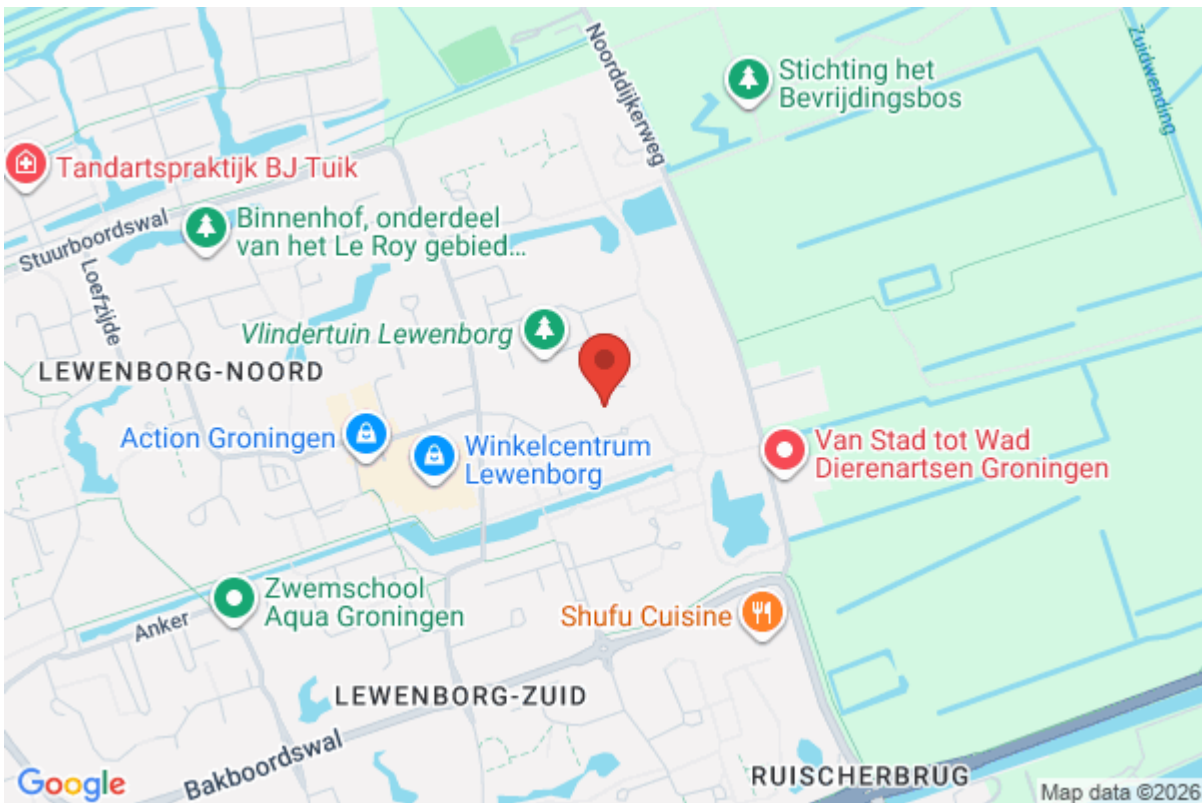 Noorddijkerweg
Zuidwending
Stichting het
Bevrijdingsbos
Tandartspraktijk BJ Tuik
Stuurboordswal
Binnenhof, onderdeel
van het Le Roy gebied...
Loefzijde
Vlindertuin Lewenborg
LEWENBORG-NOORD
Action Groningen
Winkelcentrum
Lewenborg
Van Stad tot Wad
Dierenartsen Groningen
Zwemschool
Aqua Groningen
Anker
Shufu Cuisine
LEWENBORG-ZUID
Bakboordswal
RUISCHERBRUG
Google
Map data ©2026